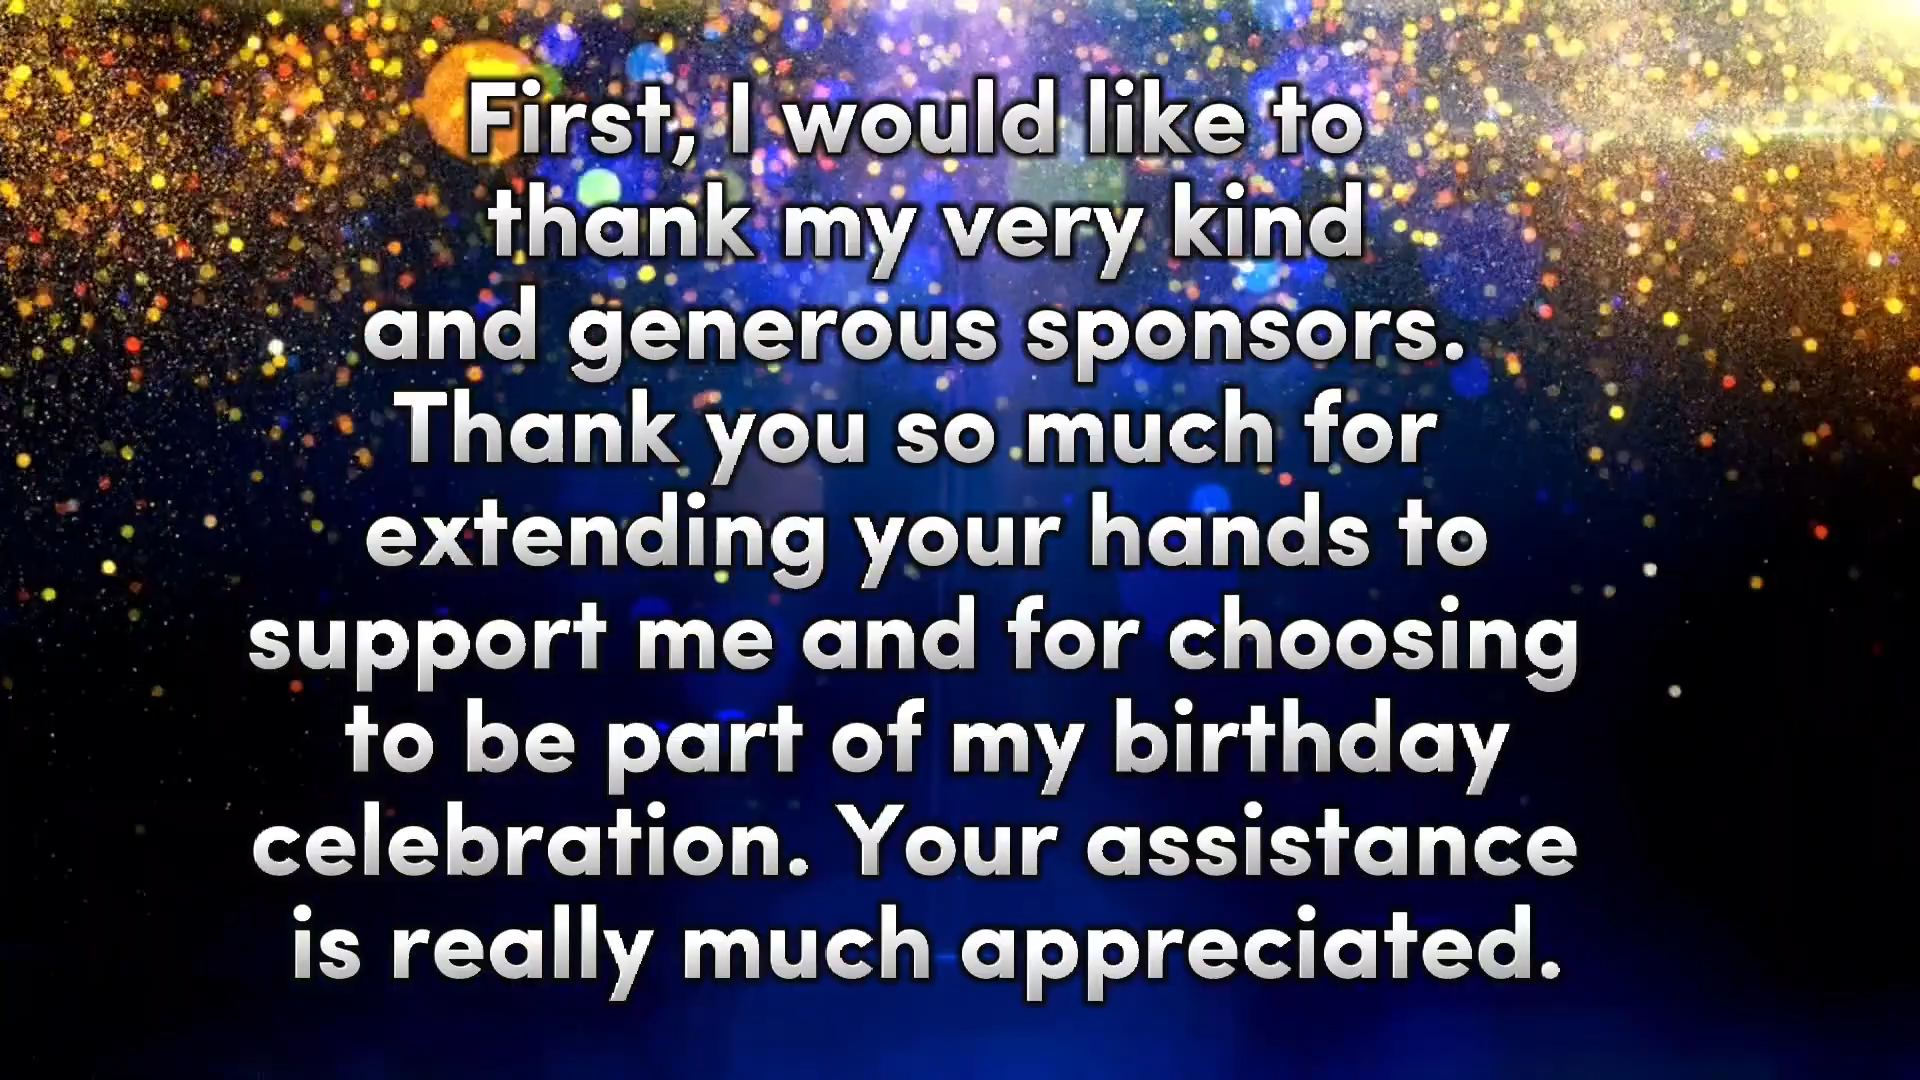 First, I would like to
thank my very kind
and generous sponsors.
Thank you so much for
extending your hands to
support me and for choosing
to be part of my birthday
celebration. Your assistance
is really much appreciated.